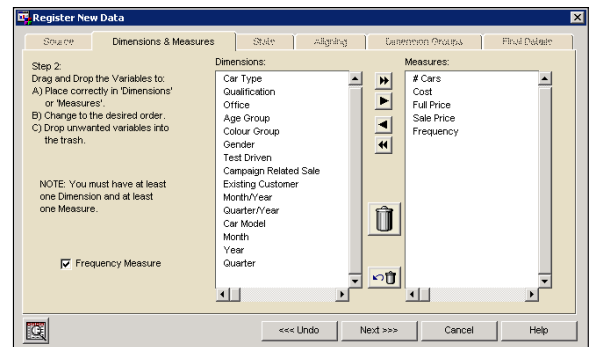 Register New Data
Source
Dimensions & Measures
Style
Aligning
Dimension Groups
Final Details
Step 2:
Drag and Drop the Variables to:
A) Place correctly in 'Dimensions'
or 'Measures'.
B) Change to the desired order.
C) Drop unwanted variables into
the trash.
NOTE: You must have at least
one Dimension and at least
one Measure.
Frequency Measure
Dimensions:
Car Type
Qualification
Office
Age Group
Colour Group
Gender
Test Driven
Campaign Related Sale
Existing Customer
Month/Year
Quarter/Year
Car Model
Month
Year
Quarter
Measures:
# Cars
Cost
Full Price
Sale Price
Frequency
<<< Undo
Next >>>
Cancel
Help